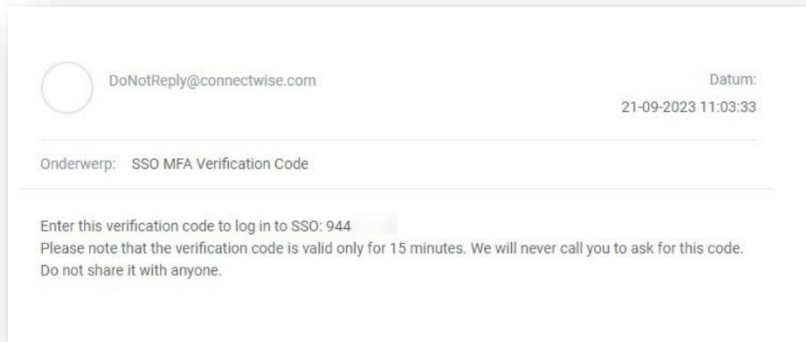 DoNotReply@connectwise.com
Datum:
21-09-2023 11:03:33
Onderwerp: SSO MFA Verification Code
Enter this verification code to log in to SSO: 944
Please note that the verification code is valid only for 15 minutes. We will never call you to ask for this code.
Do not share it with anyone.